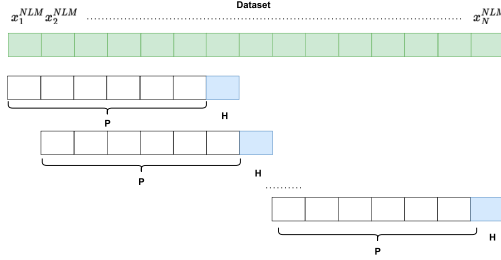 Dataset
x_1^{NLM} x_2^{NLM} ........ x_N^{NLM}
P
H
P
H
.........
P
H